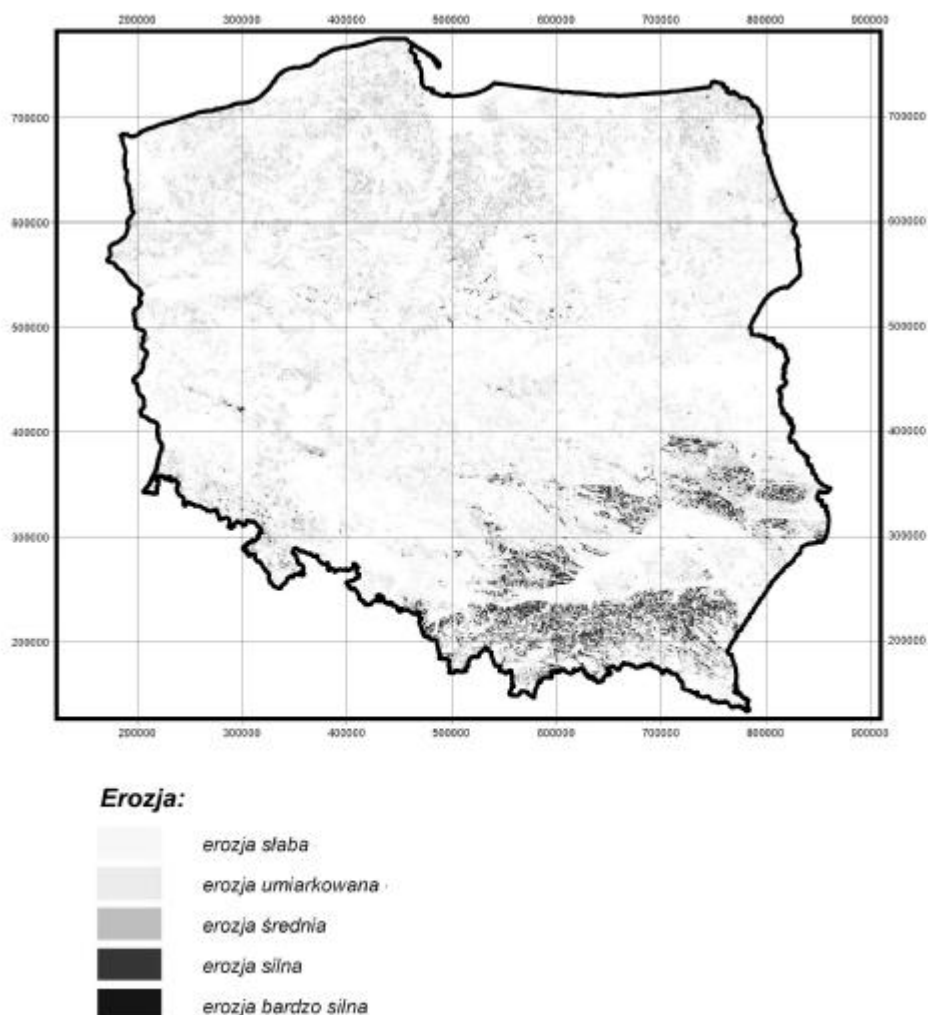 200000 300000 400000 500000 600000 700000 800000 900000
700000 700000
600000 600000
500000 500000
400000 400000
300000 300000
200000 200000
200000 300000 400000 500000 600000 700000 800000 900000
Erozja:
erozja słaba
erozja umiarkowana
erozja średnia
erozja silna
erozja bardzo silna